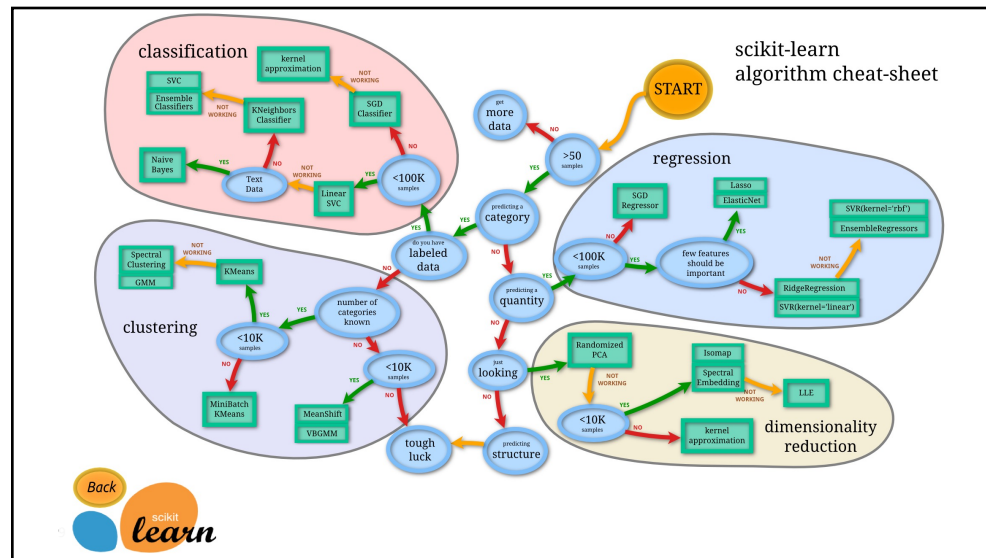 scikit-learn
algorithm cheat-sheet
START
classification
kernel
approximation
NOT
WORKING
SVC
Ensemble
Classifiers
NOT
WORKING
KNeighbors
Classifier
SGD
Classifier
NO
Naive
Bayes
YES
Text
Data
NO
NOT
WORKING
Linear
SVC
YES
<100K
samples
YES
get
more
data
NO
>50
samples
YES
predicting a
category
YES
NO
do you have
labeled
data
NO
predicting a
quantity
YES
NO
just
looking
YES
NO
predicting
structure
tough
luck
regression
SGD
Regressor
NO
<100K
samples
YES
Lasso
ElasticNet
YES
few features
should be
important
NO
SVR(kernel='rbf')
EnsembleRegressors
NOT
WORKING
RidgeRegression
SVR(kernel='linear')
clustering
Spectral
Clustering
GMM
NOT
WORKING
KMeans
YES
number of
categories
known
YES
NO
<10K
samples
NO
MiniBatch
KMeans
<10K
samples
YES
NO
MeanShift
VBGMM
Randomized
PCA
NOT
WORKING
<10K
samples
YES
NO
Isomap
Spectral
Embedding
NOT
WORKING
LLE
kernel
approximation
dimensionality
reduction
Back
scikit
learn